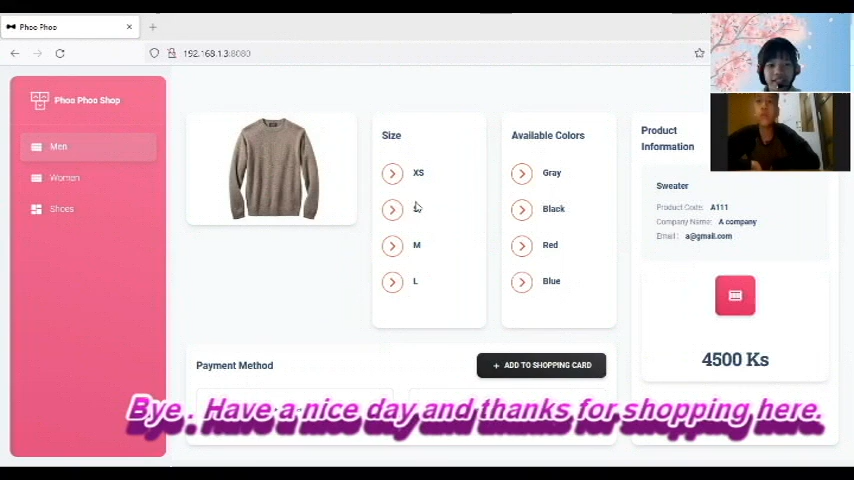 Phoo Phoo
192.168.1.3:8080
Phoo Phoo Shop
Men
Women
Shoes
Size
XS
M
L
Available Colors
Gray
Black
Red
Blue
Product
Information
Sweater
Product Code: A111
Company Name: A company
Email : a@gmail.com
4500 Ks
Payment Method
+ ADD TO SHOPPING CARD
Bye . Have a nice day and thanks for shopping here.